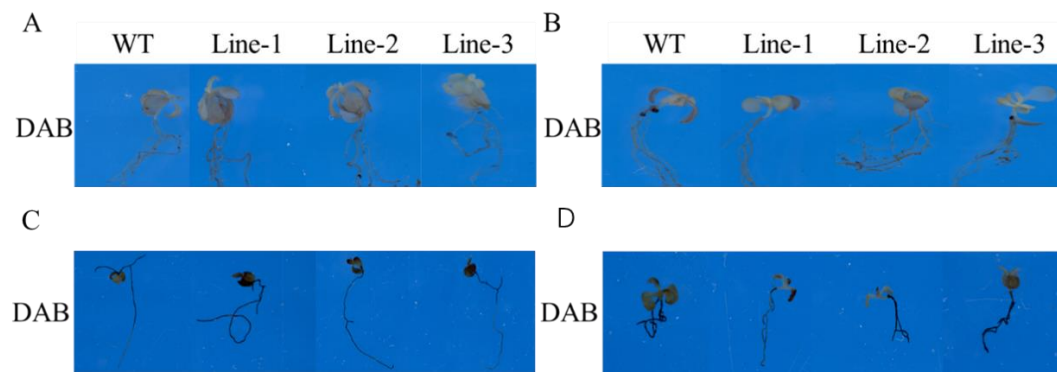 A
WT Line-1 Line-2 Line-3
DAB
B
WT Line-1 Line-2 Line-3
DAB
C
DAB
D
DAB